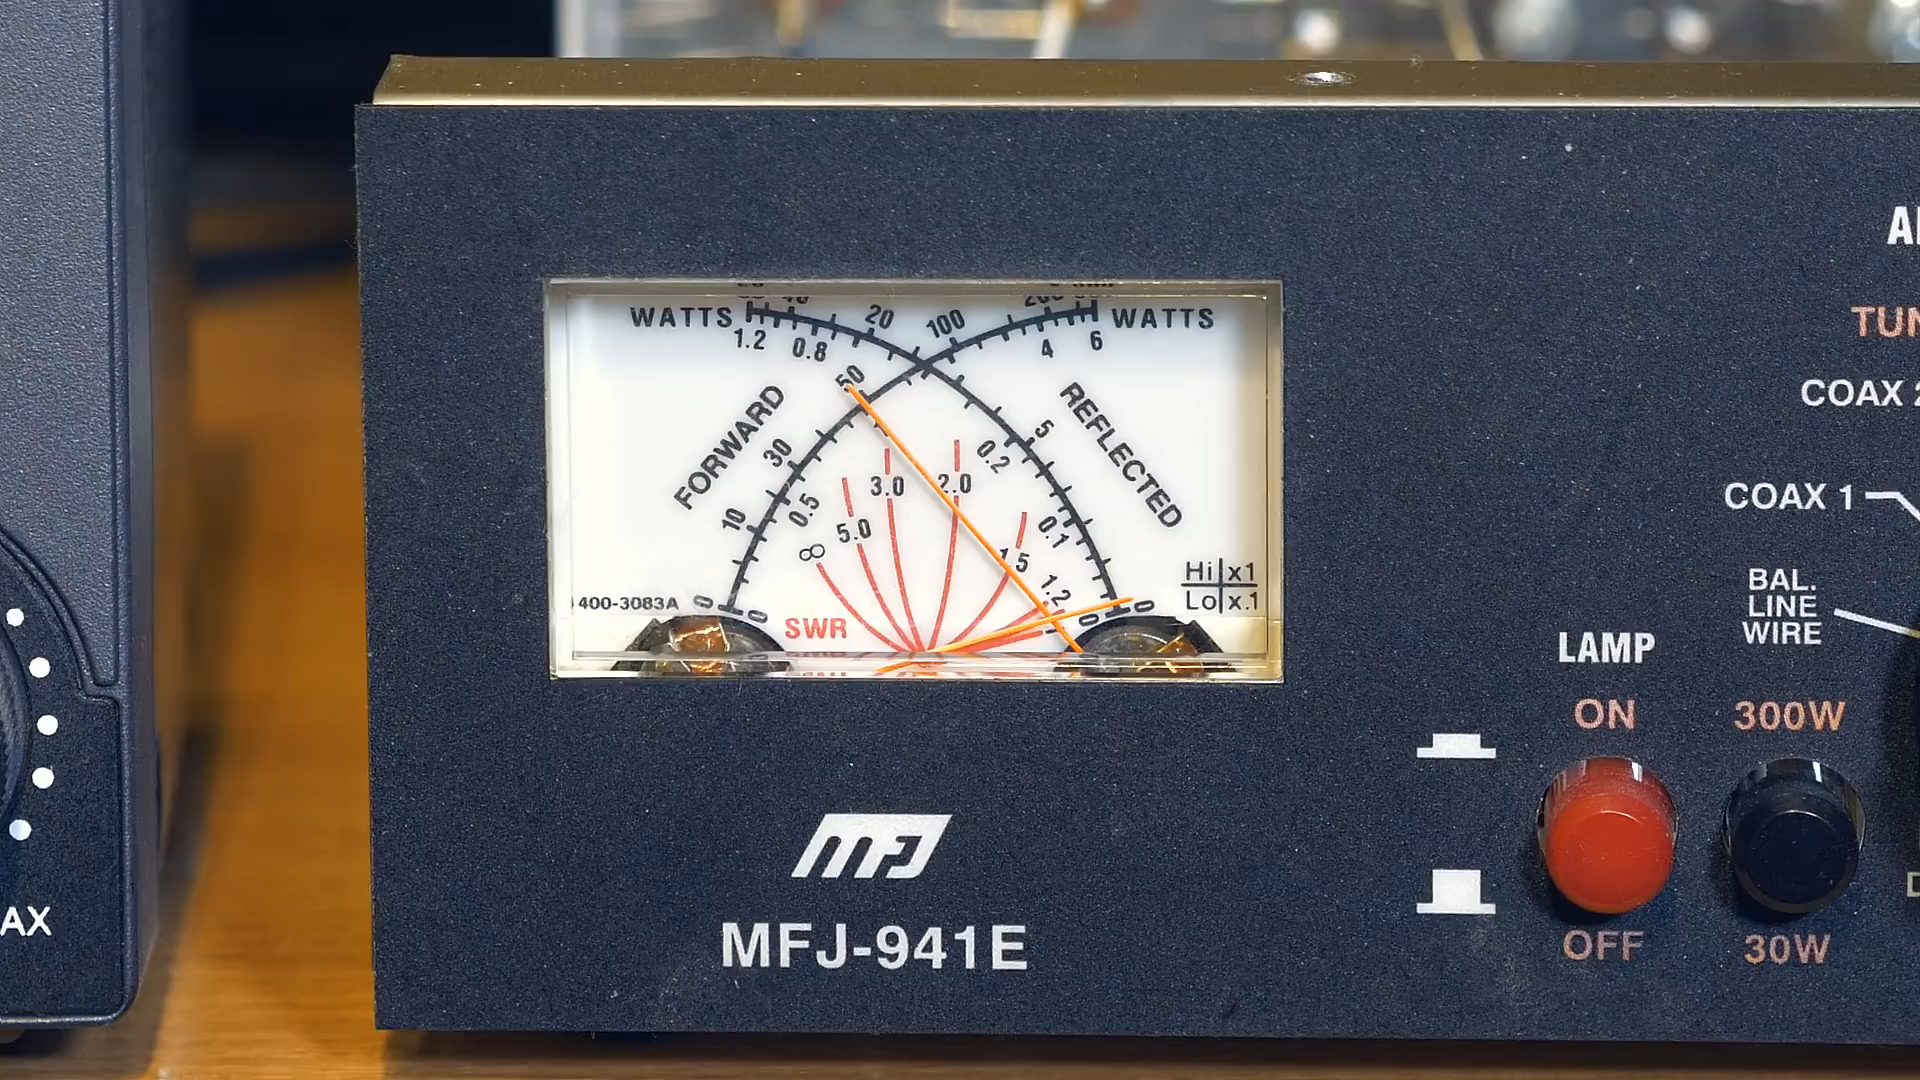 WATTS
20
100
WATTS
1.2
0.8
4
6
50
FORWARD
REFLECTED
30
10
0.5
5
0.2
0.1
∞
5.0
3.0
2.0
1.5
1.2
0
0
0
0
400-3083A
SWR
Hi x1
Lo x.1
MFJ
MFJ-941E
COAX 2
COAX 1
BAL.
LINE
WIRE
LAMP
ON
300W
OFF
30W
AX